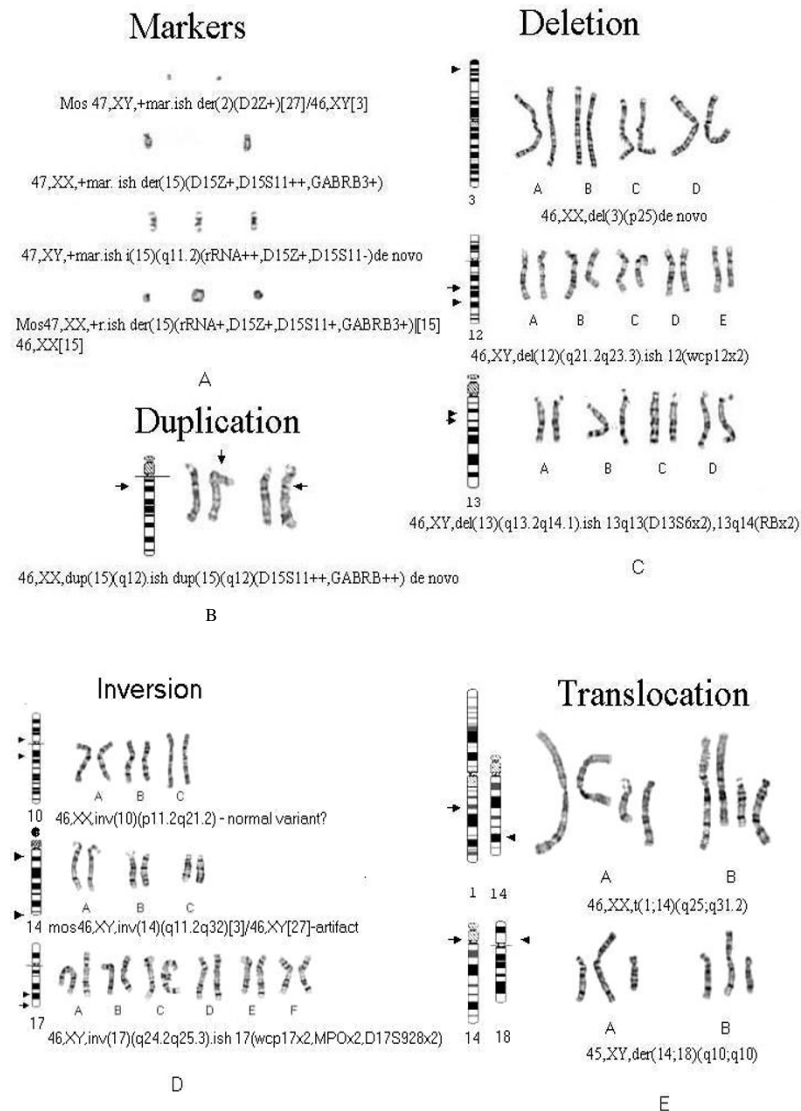 Markers
Mos 47,XY,+mar.ish der(2)(D2Z+)[27]/46,XY[3]
47,XX,+mar. ish der(15)(D15Z+,D15S11++,GABRB3+)
47,XY,+mar.ish i(15)(q11.2)(rRNA++,D15Z+,D15S11-)de novo
Mos47,XX,+r.ish der(15)(rRNA+,D15Z+,D15S11+,GABRB3+)[15]
46,XX[15]
A
Duplication
46,XX,dup(15)(q12).ish dup(15)(q12)(D15S11++,GABRB++) de novo
B
Deletion
A B C D
3
46,XX,del(3)(p25)de novo
A B C D E
12
46,XY,del(12)(q21.2q23.3).ish 12(wcp12x2)
A B C D
13
46,XY,del(13)(q13.2q14.1).ish 13q13(D13S6x2),13q14(RBx2)
C
Inversion
A B C
10 46,XX,inv(10)(p11.2q21.2) - normal variant?
A B C
14 mos46,XY,inv(14)(q11.2q32)[3]/46,XY[27]-artifact
A B C D E F
17
46,XY,inv(17)(q24.2q25.3).ish 17(wcp17x2,MPOx2,D17S928x2)
D
Translocation
A B
1 14
46,XX,t(1;14)(q25;q31.2)
A B
14 18
45,XY,der(14;18)(q10;q10)
E